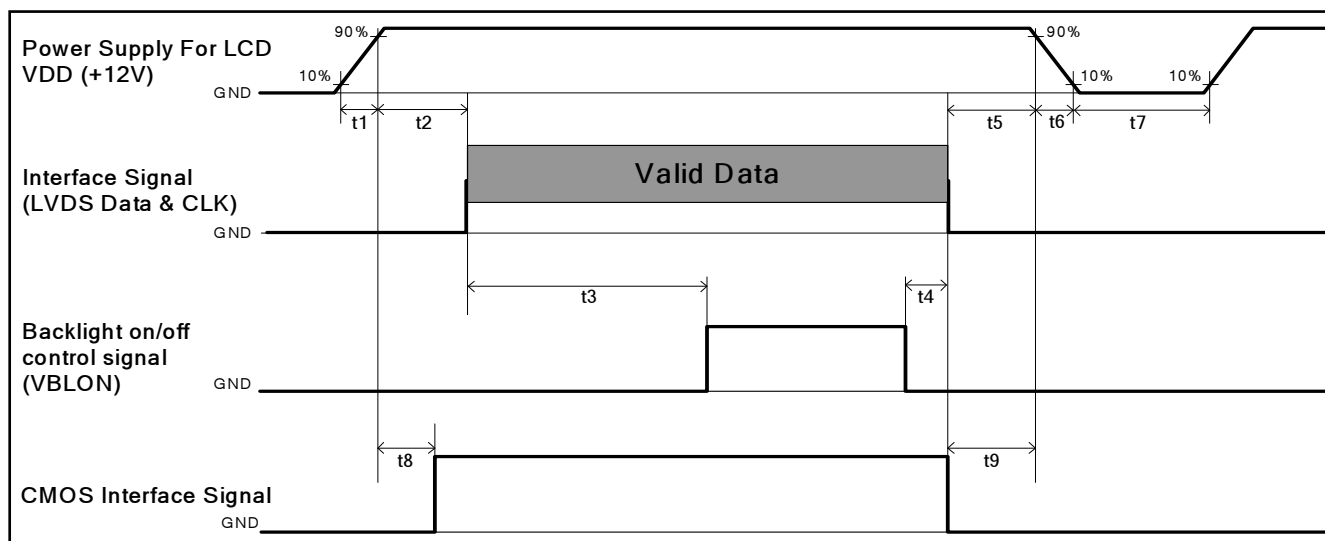 Power Supply For LCD
VDD (+12V)
90%
90%
10%
10%
10%
GND
t1
t2
t5
t6
t7
Interface Signal
(LVDS Data & CLK)
Valid Data
GND
t3
t4
Backlight on/off
control signal
(VBLON)
GND
t8
t9
CMOS Interface Signal
GND